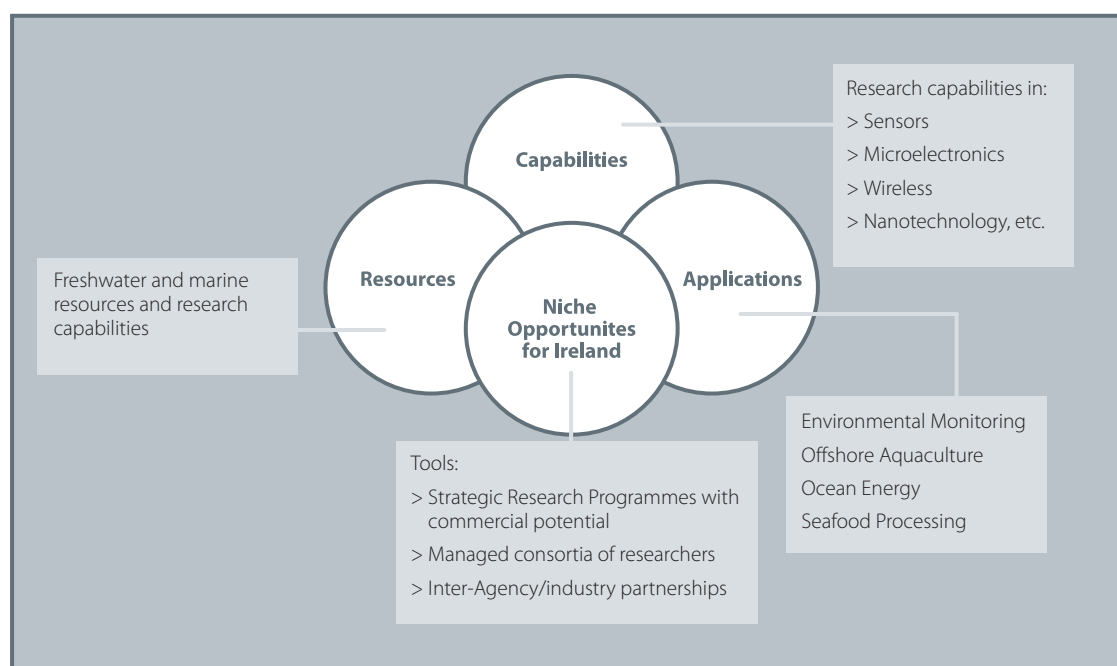 Capabilities
Research capabilities in:
> Sensors
> Microelectronics
> Wireless
> Nanotechnology, etc.
Resources
Applications
Freshwater and marine
resources and research
capabilities
Niche
Opportunites
for Ireland
Environmental Monitoring
Offshore Aquaculture
Ocean Energy
Seafood Processing
Tools:
> Strategic Research Programmes with
commercial potential
> Managed consortia of researchers
> Inter-Agency/industry partnerships